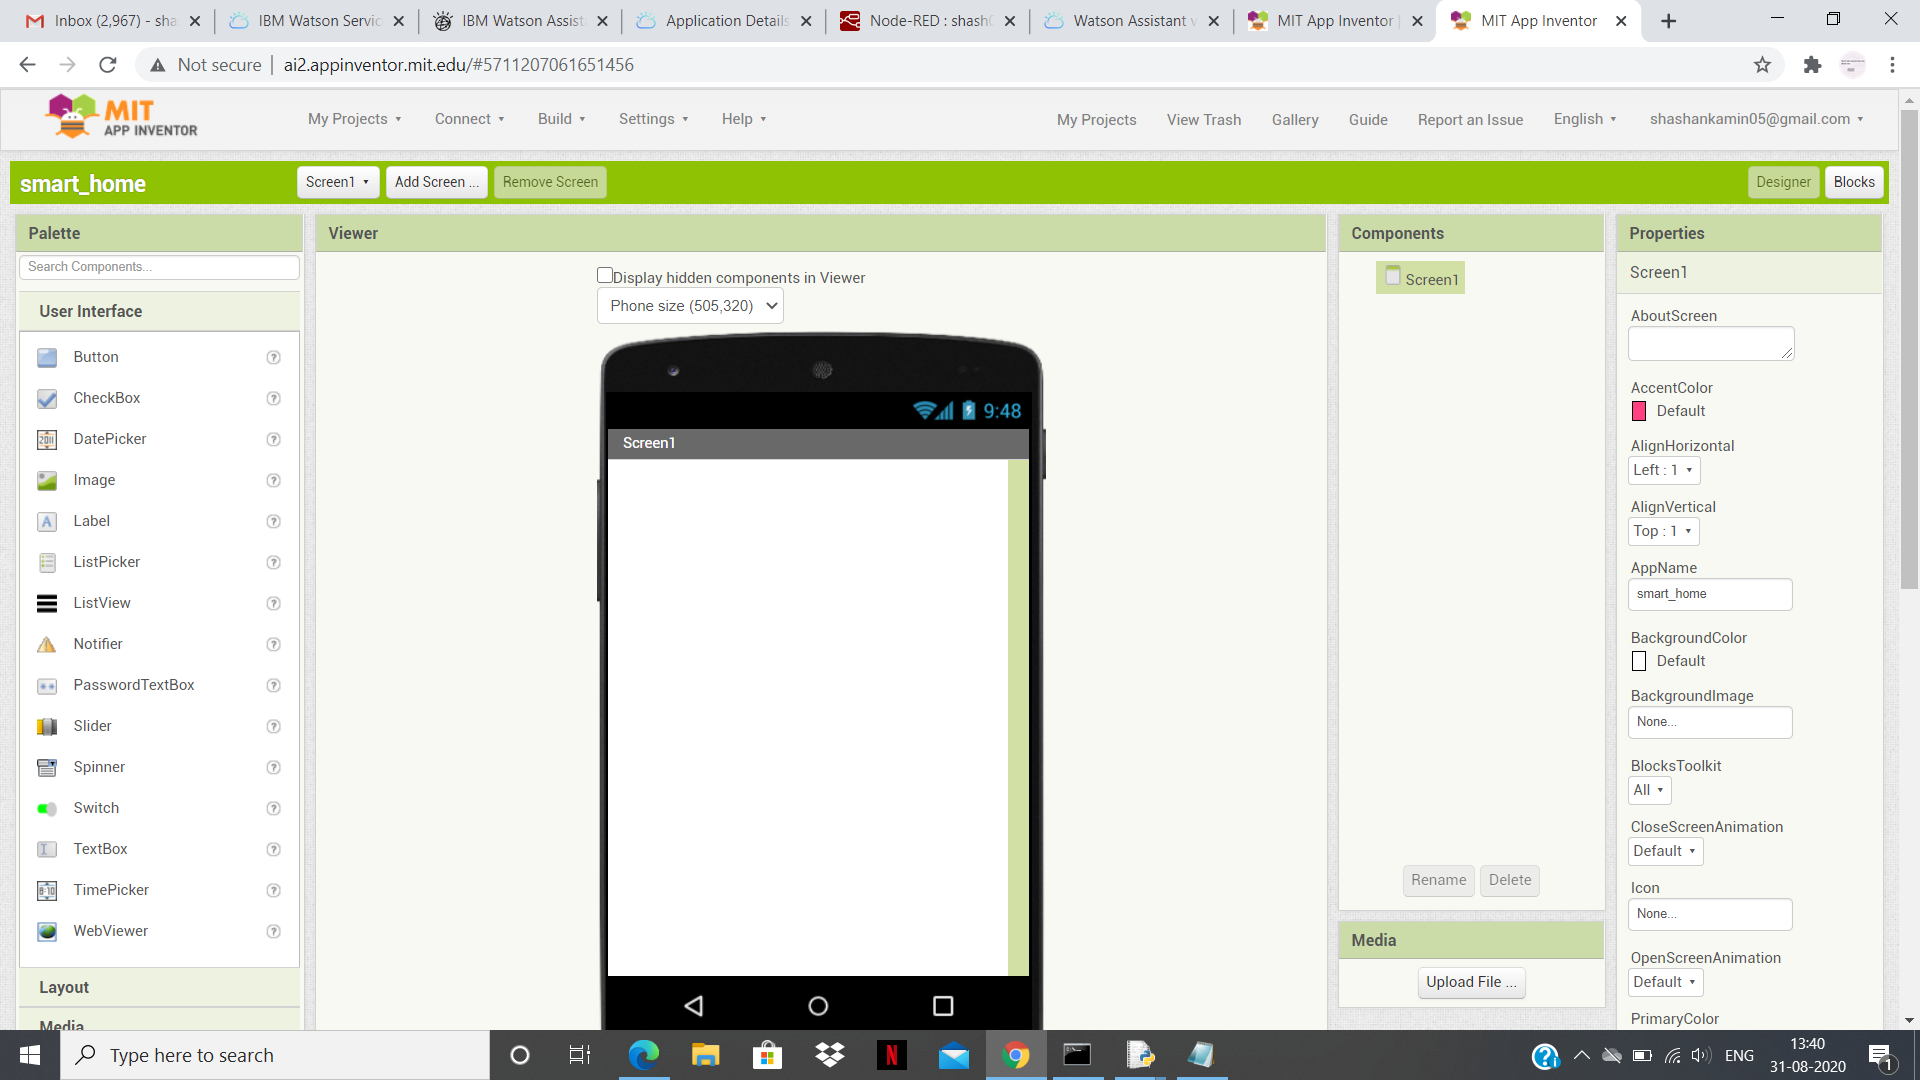 Inbox (2,967) - sha
IBM Watson Servic
IBM Watson Assist
Application Details
Node-RED : shash
Watson Assistant v
MIT App Inventor
MIT App Inventor
Not secure
ai2.appinventor.mit.edu/#5711207061651456
MIT
APP INVENTOR
My Projects
Connect
Build
Settings
Help
My Projects
View Trash
Gallery
Guide
Report an Issue
English
shashankamin05@gmail.com
smart_home
Screen1
Add Screen ...
Remove Screen
Designer
Blocks
Palette
Search Components...
User Interface
Button ?
CheckBox ?
DatePicker ?
Image ?
Label ?
ListPicker ?
ListView ?
Notifier ?
PasswordTextBox ?
Slider ?
Spinner ?
Switch ?
TextBox ?
TimePicker ?
WebViewer ?
Layout
Media
Viewer
Display hidden components in Viewer
Phone size (505,320)
9:48
Screen1
Components
Screen1
Rename
Delete
Media
Upload File ...
Properties
Screen1
AboutScreen
AccentColor
Default
AlignHorizontal
Left : 1
AlignVertical
Top : 1
AppName
smart_home
BackgroundColor
Default
BackgroundImage
None...
BlocksToolkit
All
CloseScreenAnimation
Default
Icon
None...
OpenScreenAnimation
Default
PrimaryColor
Type here to search
ENG
13:40
31-08-2020
1